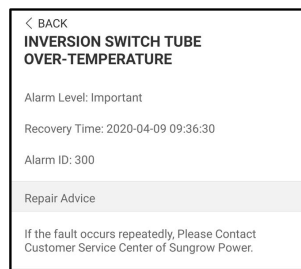 < BACK
INVERSION SWITCH TUBE
OVER-TEMPERATURE
Alarm Level: Important
Recovery Time: 2020-04-09 09:36:30
Alarm ID: 300
Repair Advice
If the fault occurs repeatedly, Please Contact
Customer Service Center of Sungrow Power.